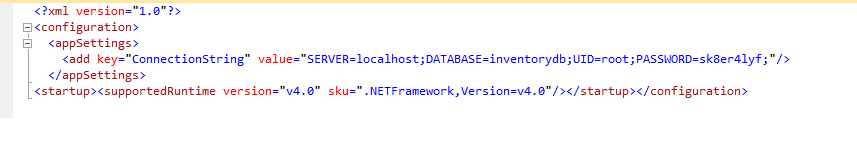 <?xml version="1.0"?>
<configuration>
<appSettings>
<add key="ConnectionString" value="SERVER=localhost;DATABASE=inventorydb;UID=root;PASSWORD=sk8er4lyf;"/>
</appSettings>
<startup><supportedRuntime version="v4.0" sku=".NETFramework,Version=v4.0"/></startup></configuration>